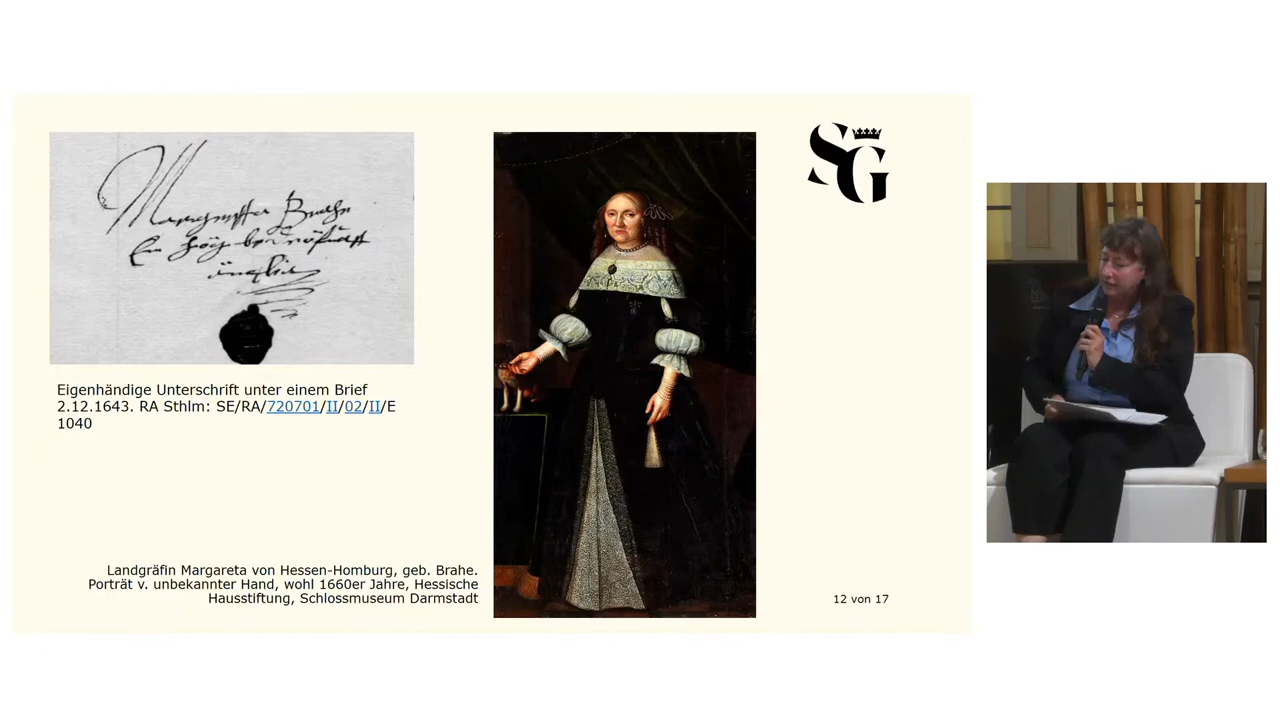 Margreffta Brahe
Eigenhändige Unterschrift unter einem Brief
2.12.1643. RA Sthlm: SE/RA/720701/II/02/II/E
1040
Landgräfin Margareta von Hessen-Homburg, geb. Brahe.
Porträt v. unbekannter Hand, wohl 1660er Jahre, Hessische
Hausstiftung, Schlossmuseum Darmstadt
SG
12 von 17